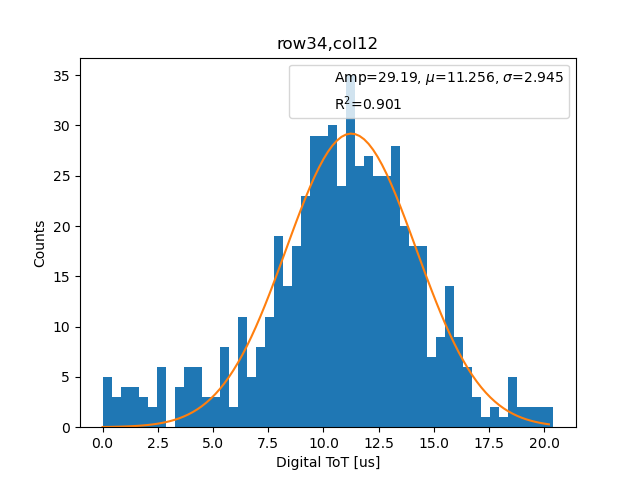 row34,col12
Amp=29.19, μ=11.256, σ=2.945
R²=0.901
35
30
25
20
15
10
5
0
Counts
0.0 2.5 5.0 7.5 10.0 12.5 15.0 17.5 20.0
Digital ToT [us]